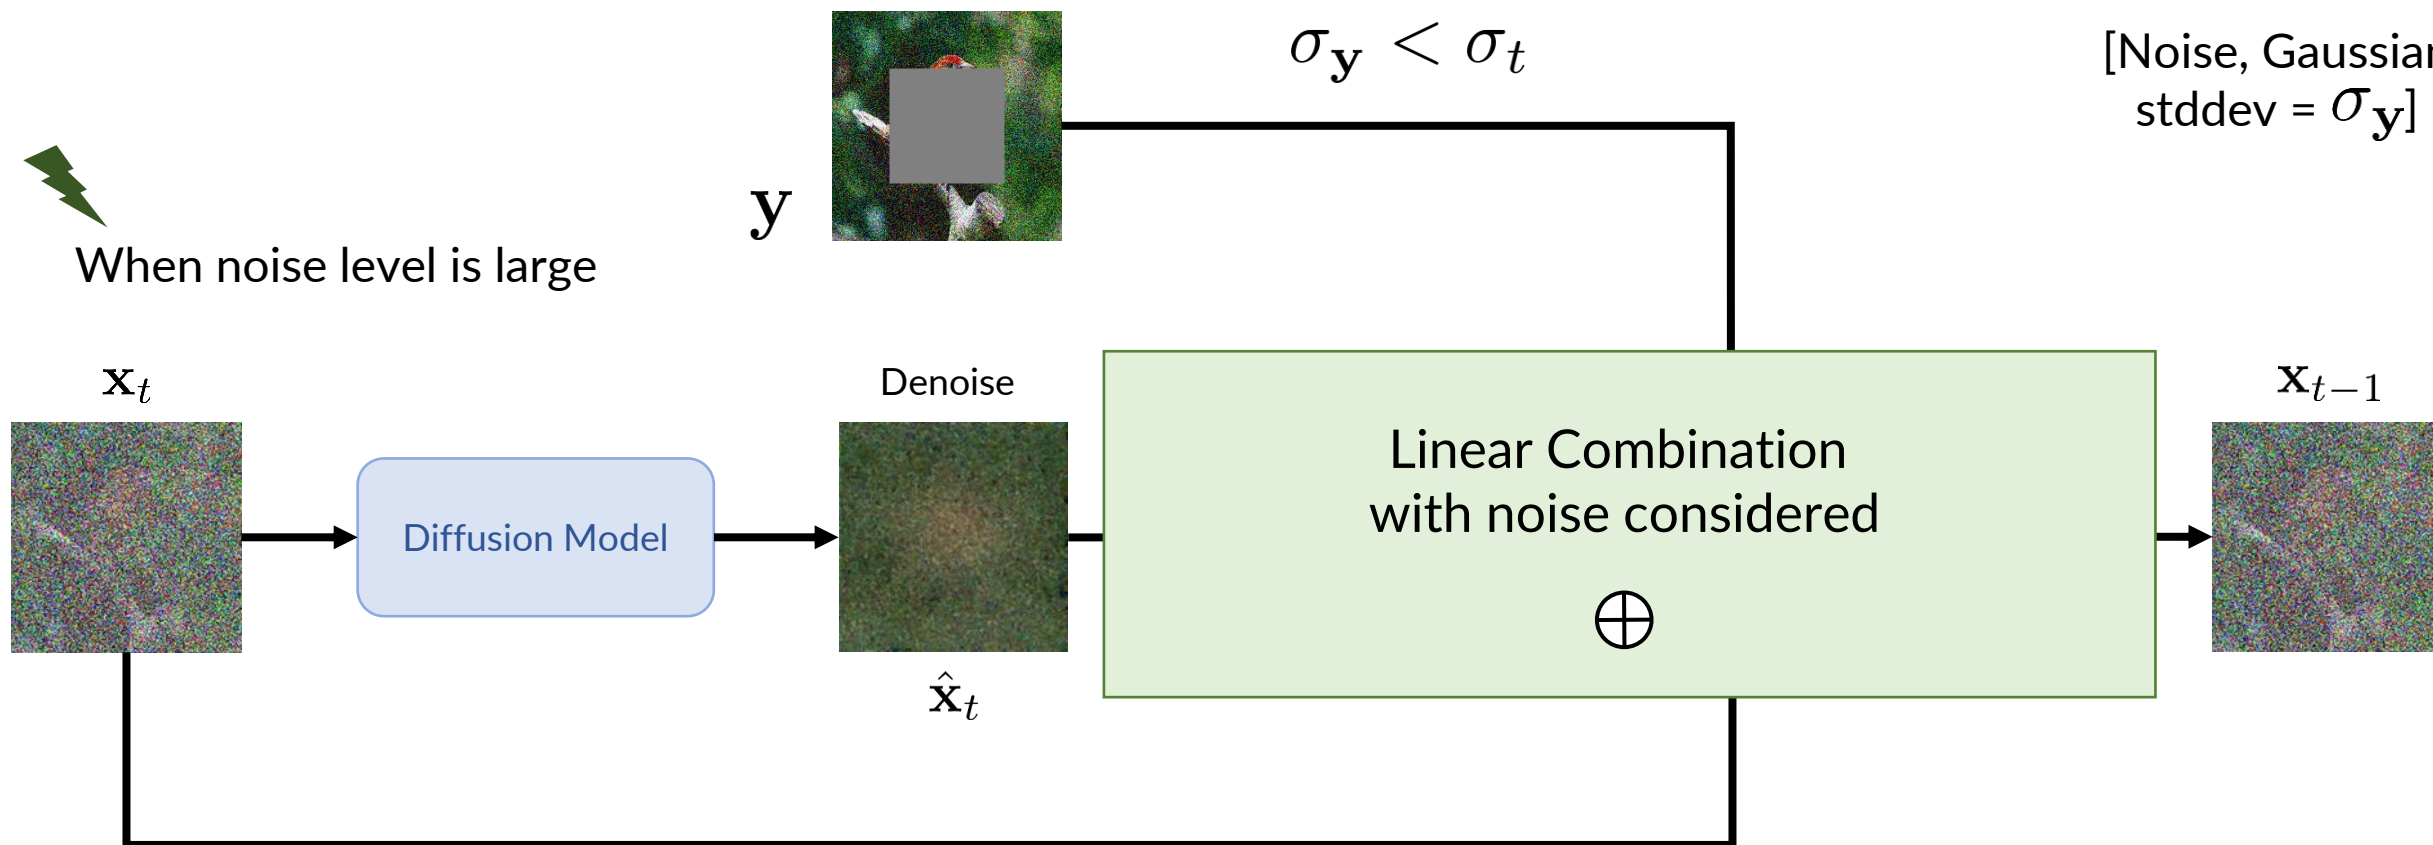 σ_y < σ_t
[Noise, Gaussian
stddev = σ_y]
y
When noise level is large
x_t
Denoise
x_{t−1}
Linear Combination
with noise considered
Diffusion Model
⊕
x̂_t